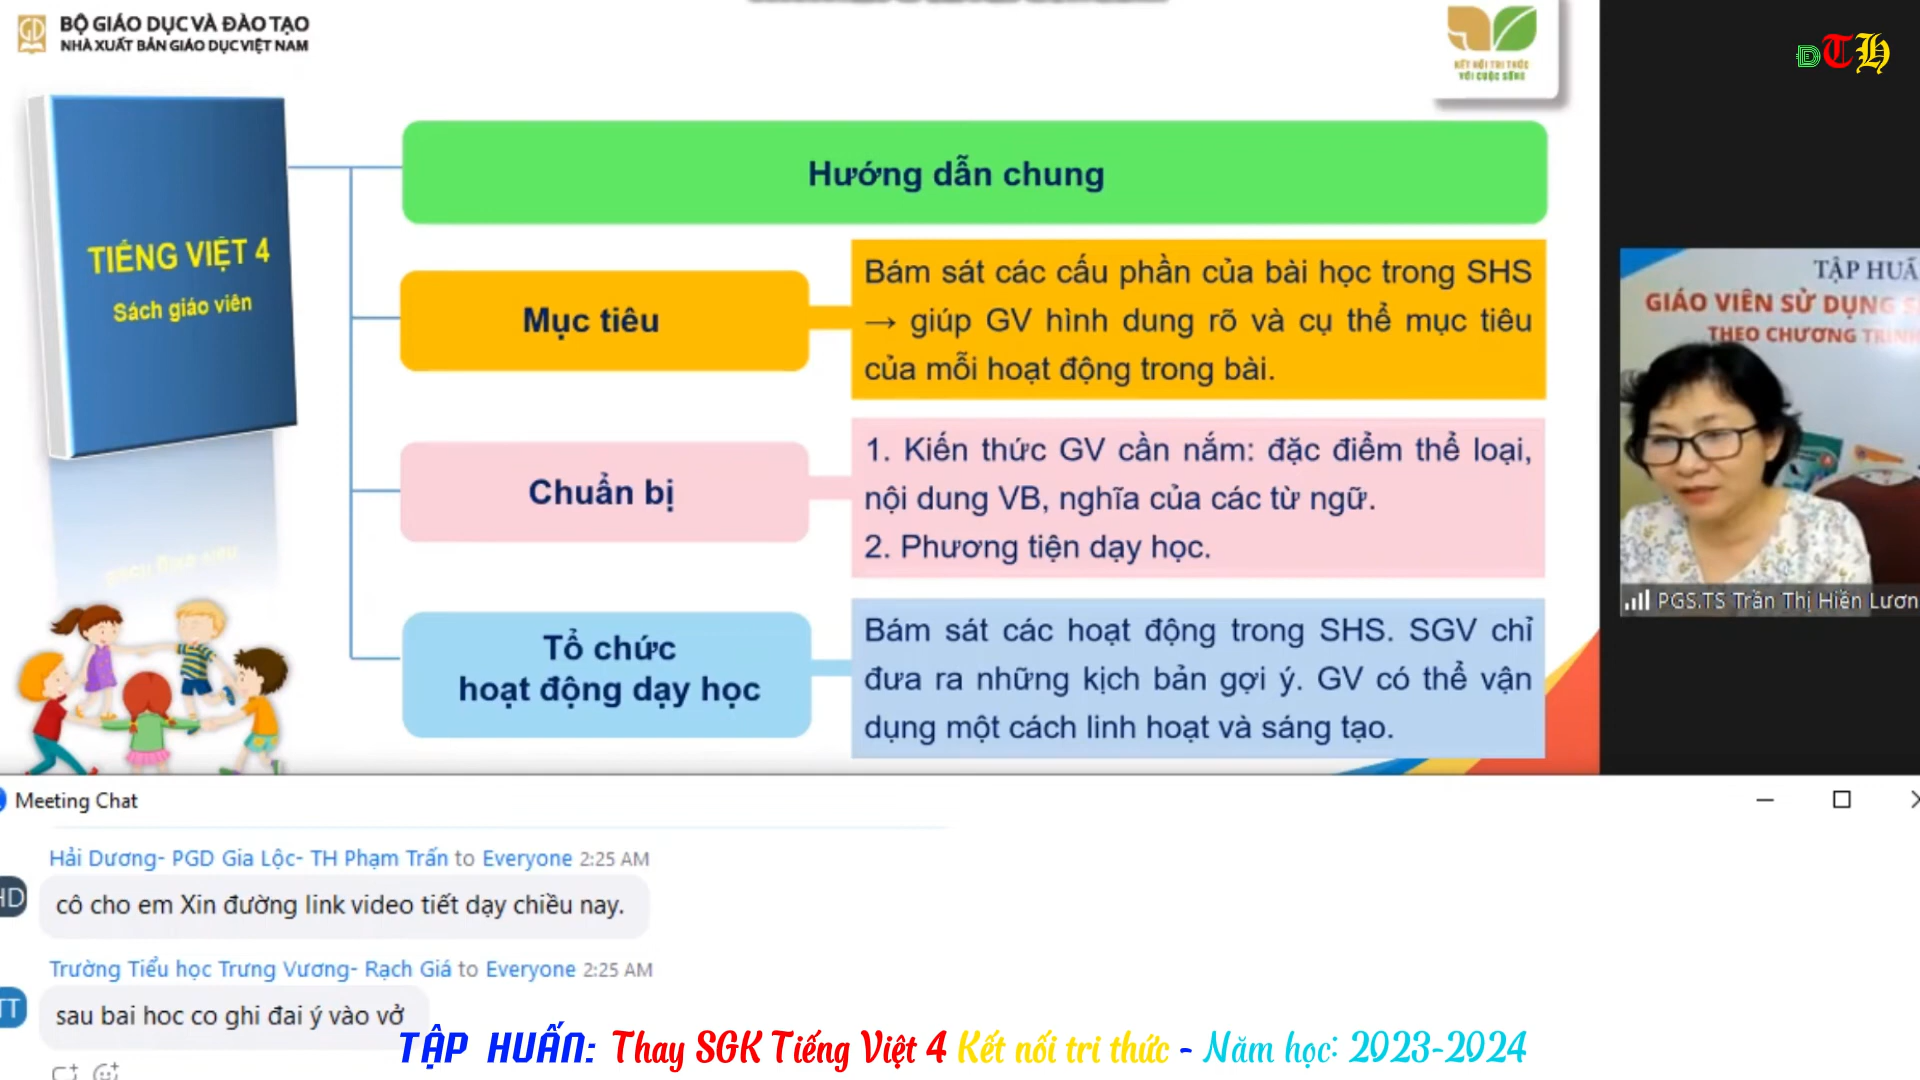 BỘ GIÁO DỤC VÀ ĐÀO TẠO
NHÀ XUẤT BẢN GIÁO DỤC VIỆT NAM
KẾT NỐI TRI THỨC
VỚI CUỘC SỐNG
ĐTH
TIẾNG VIỆT 4
Sách giáo viên
Hướng dẫn chung
Mục tiêu
Bám sát các cấu phần của bài học trong SHS
→ giúp GV hình dung rõ và cụ thể mục tiêu
của mỗi hoạt động trong bài.
Chuẩn bị
1. Kiến thức GV cần nắm: đặc điểm thể loại,
nội dung VB, nghĩa của các từ ngữ.
2. Phương tiện dạy học.
Tổ chức
hoạt động dạy học
Bám sát các hoạt động trong SHS. SGV chỉ
đưa ra những kịch bản gợi ý. GV có thể vận
dụng một cách linh hoạt và sáng tạo.
TẬP HUẤ
GIÁO VIÊN SỬ DỤNG S
THEO CHƯƠNG TRÌNH
PGS.TS Trần Thị Hiền Lươn
Meeting Chat
Hải Dương- PGD Gia Lộc- TH Phạm Trấn to Everyone 2:25 AM
HD
cô cho em Xin đường link video tiết dạy chiều nay.
Trường Tiểu học Trưng Vương- Rạch Giá to Everyone 2:25 AM
TT
sau bai hoc co ghi đai ý vào vở
TẬP HUẤN: Thay SGK Tiếng Việt 4 Kết nối tri thức - Năm học: 2023-2024